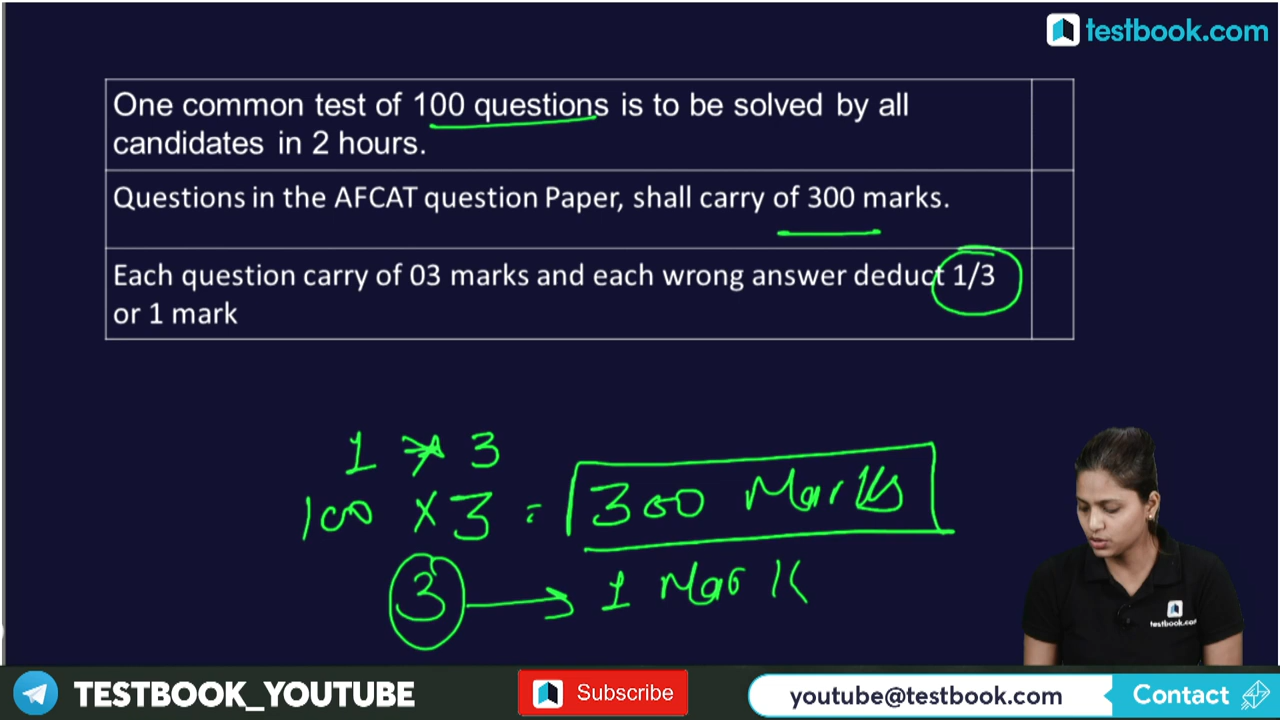 testbook.com
One common test of 100 questions is to be solved by all
candidates in 2 hours.
Questions in the AFCAT question Paper, shall carry of 300 marks.
Each question carry of 03 marks and each wrong answer deduct 1/3
or 1 mark
1 → 3
100 × 3 = 300 Marks
3 → 1 Mark
testbook.com
TESTBOOK_YOUTUBE
Subscribe
youtube@testbook.com
Contact